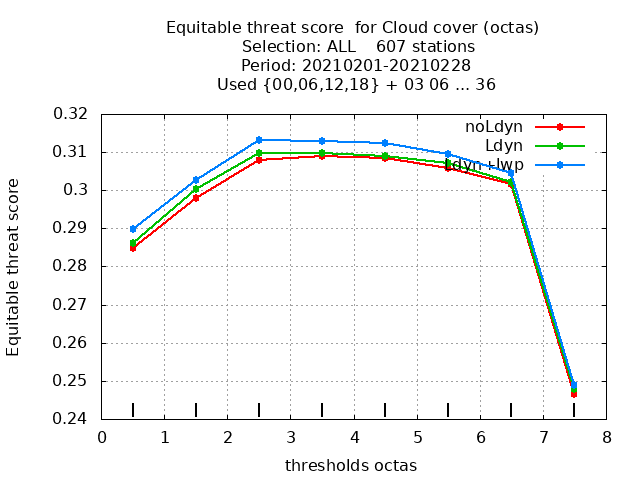 Equitable threat score  for Cloud cover (octas)
Selection: ALL    607 stations
Period: 20210201-20210228
Used {00,06,12,18} + 03 06 ... 36
0.32
0.31
0.3
0.29
0.28
0.27
0.26
0.25
0.24
Equitable threat score
noLdyn
Ldyn
Ldyn+lwp
0 1 2 3 4 5 6 7 8
thresholds octas